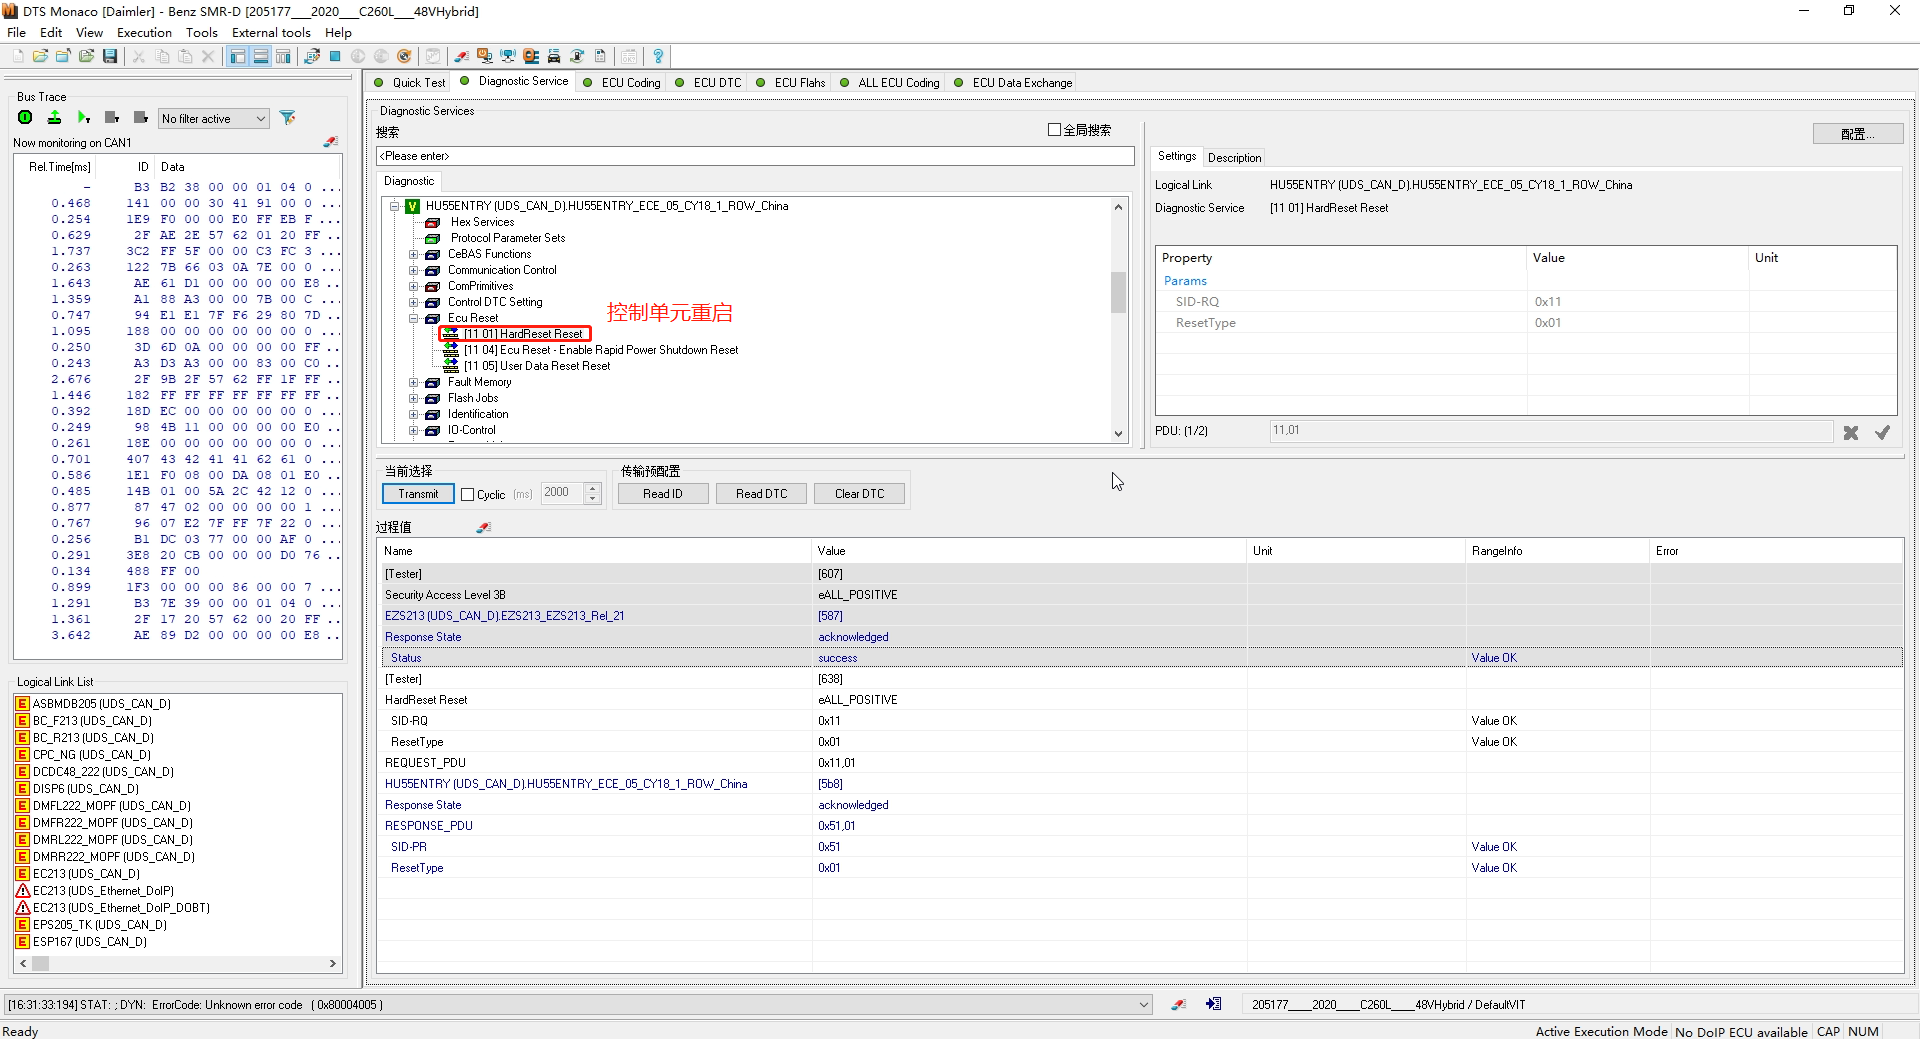 DTS Monaco [Daimler] - Benz SMR-D [205177___2020___C260L___48VHybrid]
File Edit View Execution Tools External tools Help
Bus Trace
No filter active
Now monitoring on CAN1
Rel.Time[ms] ID Data
– B3 B2 38 00 00 01 04 0 ...
0.468 141 00 00 30 41 91 00 0 ...
0.254 1E9 F0 00 00 E0 FF EB F ...
0.629 2F AE 2E 57 62 01 20 FF ...
1.737 3C2 FF 5F 00 00 C3 FC 3 ...
0.263 122 7B 66 03 0A 7E 00 0 ...
1.643 AE 61 D1 00 00 00 00 E8 ..
1.359 A1 88 A3 00 00 7B 00 C ...
0.747 94 E1 E1 7F F6 29 80 7D ...
1.095 188 00 00 00 00 00 00 0 ...
0.250 3D 6D 0A 00 00 00 00 FF ...
0.243 A3 D3 A3 00 00 83 00 C0 ...
2.676 2F 9B 2F 57 62 FF 1F FF ...
1.446 182 FF FF FF FF FF FF FF ...
0.392 18D EC 00 00 00 00 00 0 ...
0.249 98 4B 11 00 00 00 00 E0 ...
0.261 18E 00 00 00 00 00 00 0 ...
0.701 407 43 42 41 41 62 61 0 ...
0.586 1E1 F0 08 00 DA 08 01 E0 ...
0.485 14B 01 00 5A 2C 42 12 0 ...
0.877 87 47 02 00 00 00 00 1 ...
0.767 96 07 E2 7F FF 7F 22 0 ...
0.256 B1 DC 03 77 00 00 AF 0 ...
0.291 3E8 20 CB 00 00 00 D0 76 ..
0.134 488 FF 00
0.899 1F3 00 00 00 86 00 00 7 ...
1.291 B3 7E 39 00 00 01 04 0 ...
1.361 2F 17 20 57 62 00 20 FF ...
3.642 AE 89 D2 00 00 00 00 E8 ..
Logical Link List
E ASBMDB205 (UDS_CAN_D)
E BC_F213 (UDS_CAN_D)
E BC_R213 (UDS_CAN_D)
E CPC_NG (UDS_CAN_D)
E DCDC48_222 (UDS_CAN_D)
E DISP6 (UDS_CAN_D)
E DMFL222_MOPF (UDS_CAN_D)
E DMFR222_MOPF (UDS_CAN_D)
E DMRL222_MOPF (UDS_CAN_D)
E DMRR222_MOPF (UDS_CAN_D)
E EC213 (UDS_CAN_D)
EC213 (UDS_Ethernet_DoIP)
EC213 (UDS_Ethernet_DoIP_DOBT)
E EPS205_TK (UDS_CAN_D)
E ESP167 (UDS_CAN_D)
Quick Test Diagnostic Service ECU Coding ECU DTC ECU Flahs ALL ECU Coding ECU Data Exchange
Diagnostic Services
搜索 全局搜索
<Please enter>
Diagnostic
V HU55ENTRY (UDS_CAN_D).HU55ENTRY_ECE_05_CY18_1_ROW_China
Hex Services
Protocol Parameter Sets
CeBAS Functions
Communication Control
ComPrimitives
Control DTC Setting
Ecu Reset
控制单元重启
[11 01] HardReset Reset
[11 04] Ecu Reset - Enable Rapid Power Shutdown Reset
[11 05] User Data Reset Reset
Fault Memory
Flash Jobs
Identification
IO-Control
配置...
Settings Description
Logical Link HU55ENTRY (UDS_CAN_D).HU55ENTRY_ECE_05_CY18_1_ROW_China
Diagnostic Service [11 01] HardReset Reset
Property Value Unit
Params
SID-RQ 0x11
ResetType 0x01
PDU: (1/2) 11,01
当前选择 传输预配置
Transmit Cyclic (ms) 2000 Read ID Read DTC Clear DTC
过程值
Name Value Unit RangeInfo Error
[Tester] [607]
Security Access Level 3B eALL_POSITIVE
EZS213 (UDS_CAN_D).EZS213_EZS213_Rel_21 [587]
Response State acknowledged
Status success Value OK
[Tester] [638]
HardReset Reset eALL_POSITIVE
SID-RQ 0x11 Value OK
ResetType 0x01 Value OK
REQUEST_PDU 0x11,01
HU55ENTRY (UDS_CAN_D).HU55ENTRY_ECE_05_CY18_1_ROW_China [5b8]
Response State acknowledged
RESPONSE_PDU 0x51,01
SID-PR 0x51 Value OK
ResetType 0x01 Value OK
[16:31:33:194] STAT: ; DYN: ErrorCode: Unknown error code ( 0x80004005 )
205177____2020____C260L____48VHybrid / DefaultVIT
Ready Active Execution Mode No DoIP ECU available CAP NUM